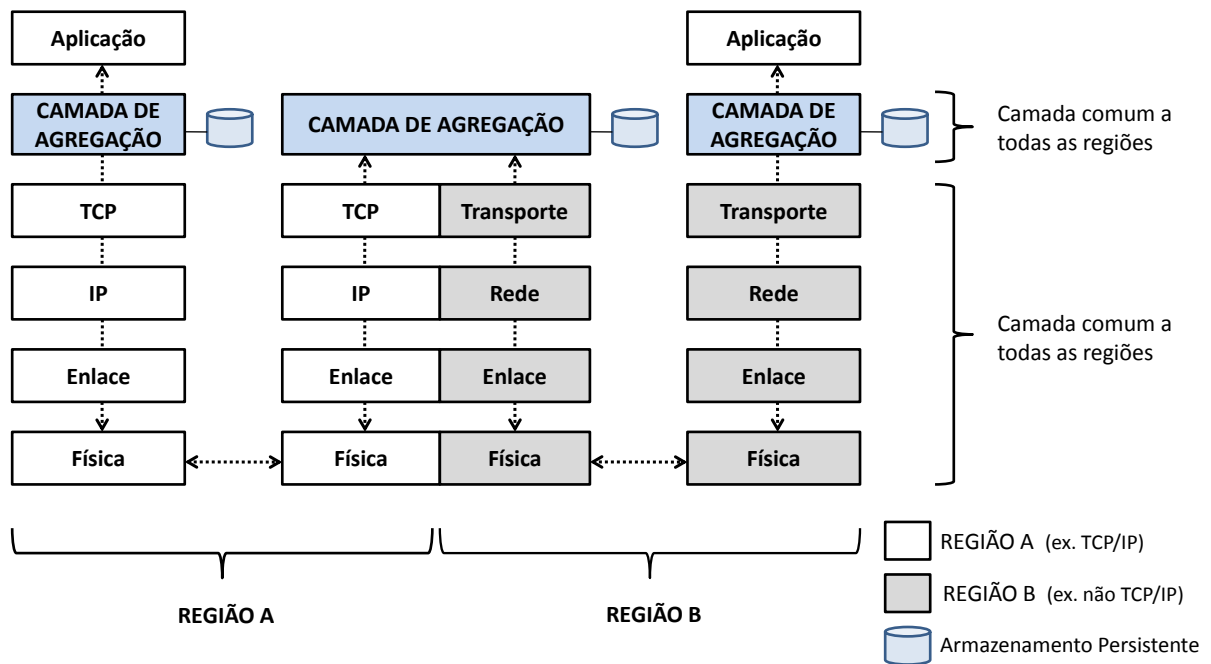 Aplicação
Aplicação
CAMADA DE
AGREGAÇÃO
CAMADA DE AGREGAÇÃO
CAMADA DE
AGREGAÇÃO
Camada comum a
todas as regiões
TCP
TCP
Transporte
Transporte
IP
IP
Rede
Rede
Camada comum a
todas as regiões
Enlace
Enlace
Enlace
Enlace
Física
Física
Física
Física
REGIÃO A
REGIÃO B
REGIÃO A (ex. TCP/IP)
REGIÃO B (ex. não TCP/IP)
Armazenamento Persistente